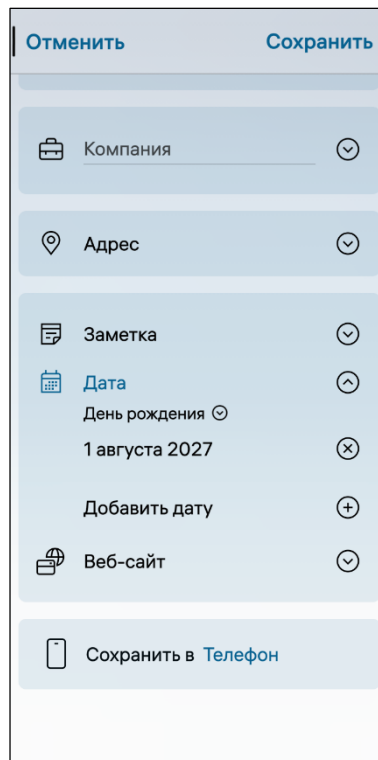 Отменить Сохранить
Компания
Адрес
Заметка
Дата
День рождения
1 августа 2027
Добавить дату
Веб-сайт
Сохранить в Телефон